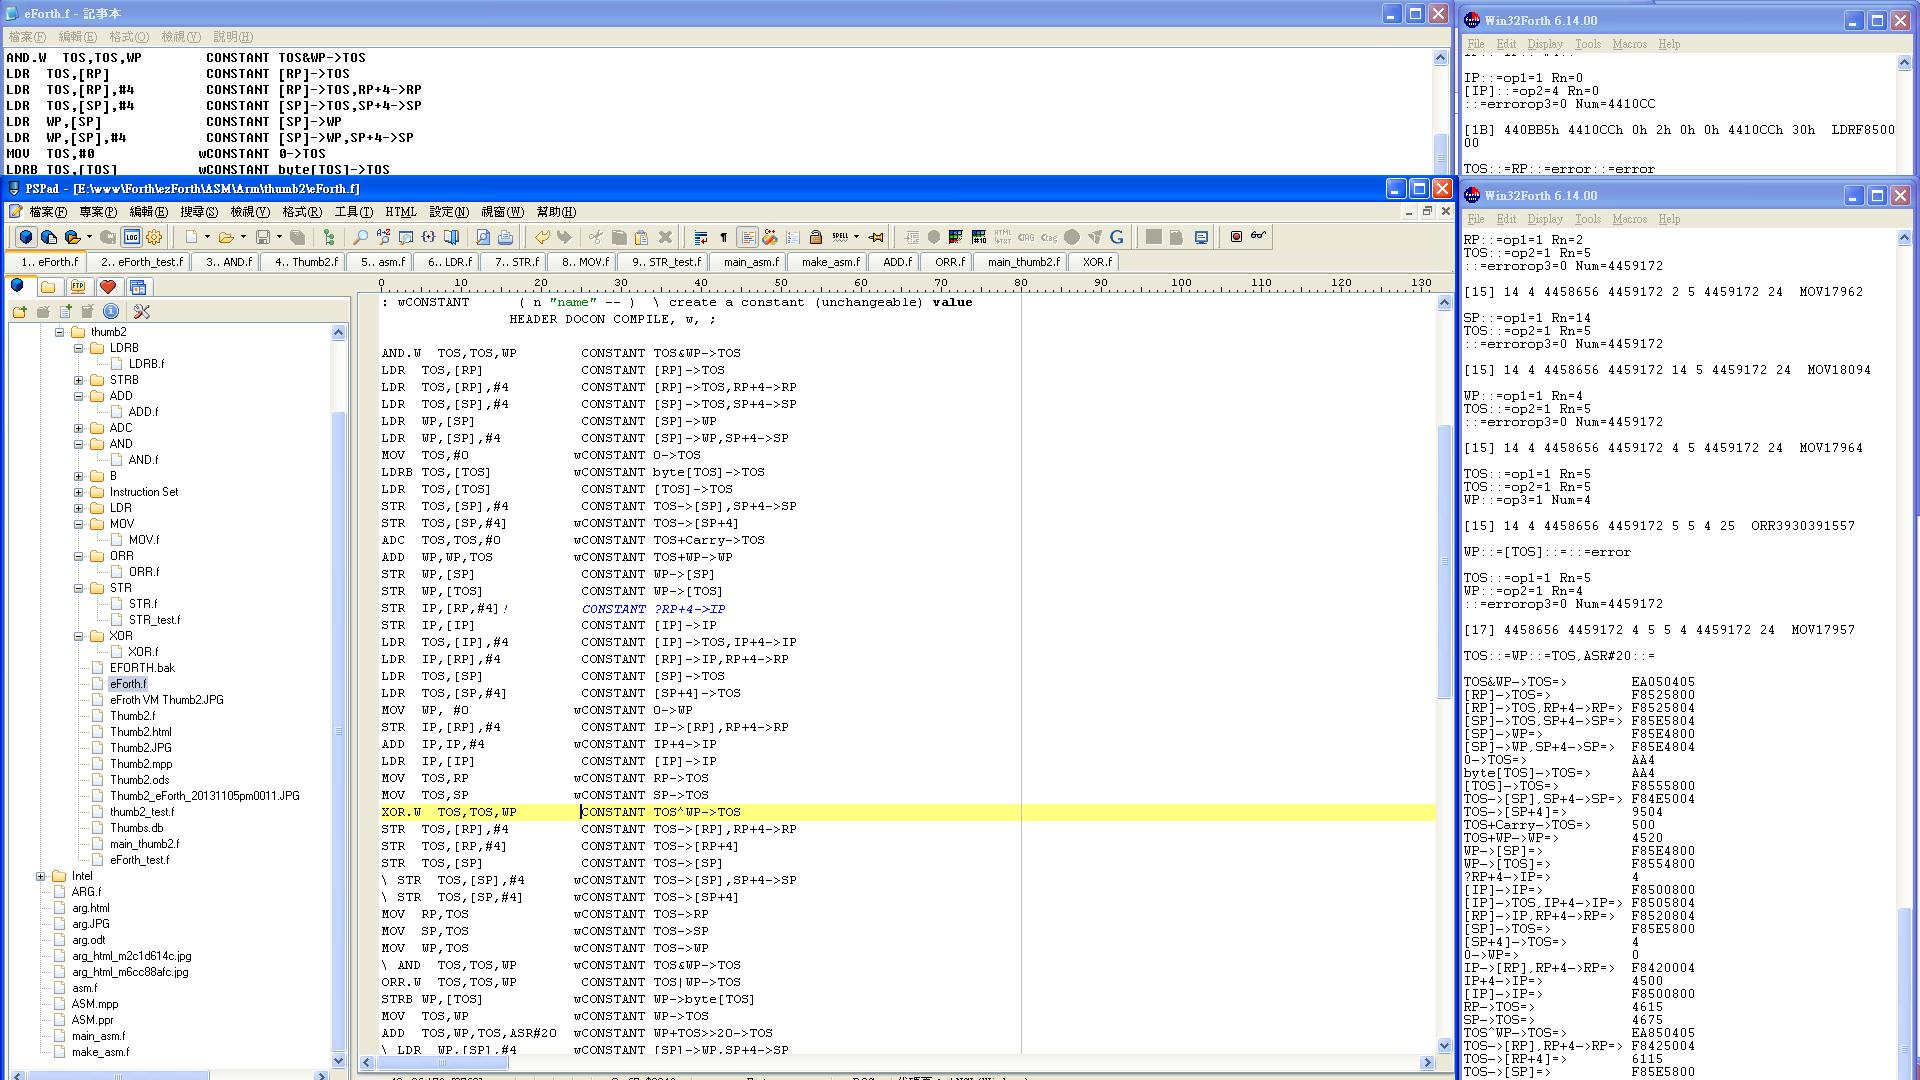 eForth.f - 記事本
檔案(F) 編輯(E) 格式(O) 檢視(V) 說明(H)
AND.W TOS,TOS,WP CONSTANT TOS&WP->TOS
LDR TOS,[RP] CONSTANT [RP]->TOS
LDR TOS,[RP],#4 CONSTANT [RP]->TOS,RP+4->RP
LDR TOS,[SP],#4 CONSTANT [SP]->TOS,SP+4->SP
LDR WP,[SP] CONSTANT [SP]->WP
LDR WP,[SP],#4 CONSTANT [SP]->WP,SP+4->SP
MOV TOS,#0 wCONSTANT 0->TOS
LDRB TOS,[TOS] wCONSTANT byte[TOS]->TOS
PSPad - [E:\www\Forth\ezForth\ASM\Arm\thumb2\eForth.f]
檔案(F) 專案(P) 編輯(E) 搜尋(S) 檢視(V) 格式(R) 工具(T) HTML 設定(N) 視窗(W) 幫助(H)
1.. eForth.f 2.. eForth_test.f 3.. AND.f 4.. Thumb2.f 5.. asm.f 6.. LDR.f 7.. STR.f 8.. MOV.f 9.. STR_test.f main_asm.f make_asm.f ADD.f ORR.f main_thumb2.f XOR.f
0 10 20 30 40 50 60 70 80 90 100 110 120 130
thumb2
LDRB
LDRB.f
STRB
ADD
ADD.f
ADC
AND
AND.f
B
Instruction Set
LDR
MOV
MOV.f
ORR
ORR.f
STR
STR.f
STR_test.f
XOR
XOR.f
EFORTH.bak
eForth.f
eFroth VM Thumb2.JPG
Thumb2.f
Thumb2.html
Thumb2.JPG
Thumb2.mpp
Thumb2.ods
Thumb2_eForth_20131105pm0011.JPG
thumb2_test.f
Thumbs.db
main_thumb2.f
eForth_test.f
Intel
ARG.f
arg.html
arg.JPG
arg.odt
arg_html_m2c1d614c.jpg
arg_html_m6cc88afc.jpg
asm.f
ASM.mpp
ASM.ppr
main_asm.f
make_asm.f
: wCONSTANT ( n "name" -- ) \ create a constant (unchangeable) value
HEADER DOCON COMPILE, w, ;
AND.W TOS,TOS,WP CONSTANT TOS&WP->TOS
LDR TOS,[RP] CONSTANT [RP]->TOS
LDR TOS,[RP],#4 CONSTANT [RP]->TOS,RP+4->RP
LDR TOS,[SP],#4 CONSTANT [SP]->TOS,SP+4->SP
LDR WP,[SP] CONSTANT [SP]->WP
LDR WP,[SP],#4 CONSTANT [SP]->WP,SP+4->SP
MOV TOS,#0 wCONSTANT 0->TOS
LDRB TOS,[TOS] wCONSTANT byte[TOS]->TOS
LDR TOS,[TOS] CONSTANT [TOS]->TOS
STR TOS,[SP],#4 CONSTANT TOS->[SP],SP+4->SP
STR TOS,[SP,#4] wCONSTANT TOS->[SP+4]
ADC TOS,TOS,#0 wCONSTANT TOS+Carry->TOS
ADD WP,WP,TOS wCONSTANT TOS+WP->WP
STR WP,[SP] CONSTANT WP->[SP]
STR WP,[TOS] CONSTANT WP->[TOS]
STR IP,[RP,#4]! CONSTANT ?RP+4->IP
STR IP,[IP] CONSTANT [IP]->IP
LDR TOS,[IP],#4 CONSTANT [IP]->TOS,IP+4->IP
LDR IP,[RP],#4 CONSTANT [RP]->IP,RP+4->RP
LDR TOS,[SP] CONSTANT [SP]->TOS
LDR TOS,[SP,#4] CONSTANT [SP+4]->TOS
MOV WP, #0 wCONSTANT 0->WP
STR IP,[RP],#4 CONSTANT IP->[RP],RP+4->RP
ADD IP,IP,#4 wCONSTANT IP+4->IP
LDR IP,[IP] CONSTANT [IP]->IP
MOV TOS,RP wCONSTANT RP->TOS
MOV TOS,SP wCONSTANT SP->TOS
XOR.W TOS,TOS,WP CONSTANT TOS^WP->TOS
STR TOS,[RP],#4 CONSTANT TOS->[RP],RP+4->RP
STR TOS,[RP,#4] CONSTANT TOS->[RP+4]
STR TOS,[SP] CONSTANT TOS->[SP]
\ STR TOS,[SP],#4 wCONSTANT TOS->[SP],SP+4->SP
\ STR TOS,[SP,#4] wCONSTANT TOS->[SP+4]
MOV RP,TOS wCONSTANT TOS->RP
MOV SP,TOS wCONSTANT TOS->SP
MOV WP,TOS wCONSTANT TOS->WP
\ AND TOS,TOS,WP wCONSTANT TOS&WP->TOS
ORR.W TOS,TOS,WP CONSTANT TOS|WP->TOS
STRB WP,[TOS] wCONSTANT WP->byte[TOS]
MOV TOS,WP wCONSTANT WP->TOS
ADD TOS,WP,TOS,ASR#20 wCONSTANT WP+TOS>>20->TOS
\ LDR WP,[SP],#4 wCONSTANT [SP]->WP,SP+4->SP
Win32Forth 6.14.00
File Edit Display Tools Macros Help
IP::=op1=1 Rn=0
[IP]::=op2=4 Rn=0
::=errorop3=0 Num=4410CC
[1B] 440BB5h 4410CCh 0h 2h 0h 0h 4410CCh 30h LDRF8500
00
TOS::=RP::=error::=error
Win32Forth 6.14.00
File Edit Display Tools Macros Help
RP::=op1=1 Rn=2
TOS::=op2=1 Rn=5
::=errorop3=0 Num=4459172
[15] 14 4 4458656 4459172 2 5 4459172 24 MOV17962
SP::=op1=1 Rn=14
TOS::=op2=1 Rn=5
::=errorop3=0 Num=4459172
[15] 14 4 4458656 4459172 14 5 4459172 24 MOV18094
WP::=op1=1 Rn=4
TOS::=op2=1 Rn=5
::=errorop3=0 Num=4459172
[15] 14 4 4458656 4459172 4 5 4459172 24 MOV17964
TOS::=op1=1 Rn=5
TOS::=op2=1 Rn=5
WP::=op3=1 Num=4
[15] 14 4 4458656 4459172 5 5 4 25 ORR3930391557
WP::=[TOS]::=::=error
TOS::=op1=1 Rn=5
WP::=op2=1 Rn=4
::=errorop3=0 Num=4459172
[17] 4458656 4459172 4 5 5 4 4459172 24 MOV17957
TOS::=WP::=TOS,ASR#20::=
TOS&WP->TOS=> EA050405
[RP]->TOS=> F8525800
[RP]->TOS,RP+4->RP=> F8525804
[SP]->TOS,SP+4->SP=> F85E5804
[SP]->WP=> F85E4800
[SP]->WP,SP+4->SP=> F85E4804
0->TOS=> AA4
byte[TOS]->TOS=> AA4
[TOS]->TOS=> F8555800
TOS->[SP],SP+4->SP=> F84E5004
TOS->[SP+4]=> 9504
TOS+Carry->TOS=> 500
TOS+WP->WP=> 4520
WP->[SP]=> F85E4800
WP->[TOS]=> F8554800
?RP+4->IP=> 4
[IP]->IP=> F8500800
[IP]->TOS,IP+4->IP=> F8505804
[RP]->IP,RP+4->RP=> F8520804
[SP]->TOS=> F85E5800
[SP+4]->TOS=> 4
0->WP=> 0
IP->[RP],RP+4->RP=> F8420004
IP+4->IP=> 4500
[IP]->IP=> F8500800
RP->TOS=> 4615
SP->TOS=> 4675
TOS^WP->TOS=> EA850405
TOS->[RP],RP+4->RP=> F8425004
TOS->[RP+4]=> 6115
TOS->[SP]=> F85E5800